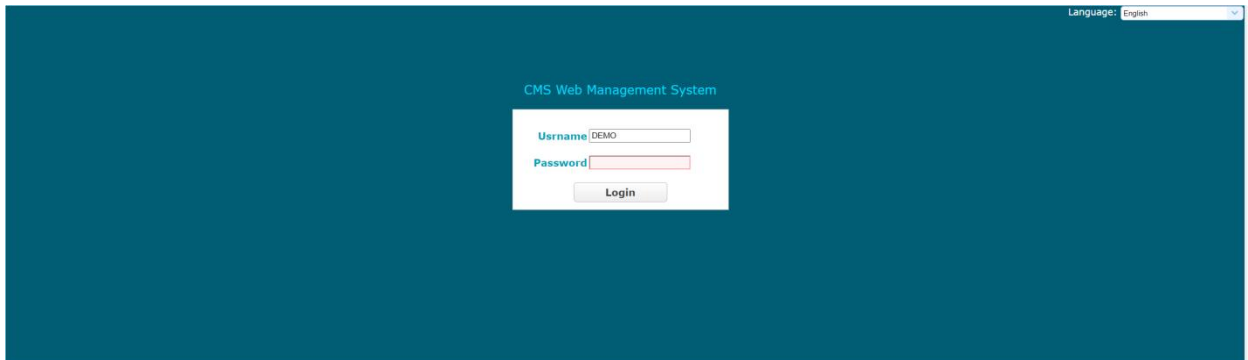 Language: English
CMS Web Management System
Usrname DEMO
Password
Login